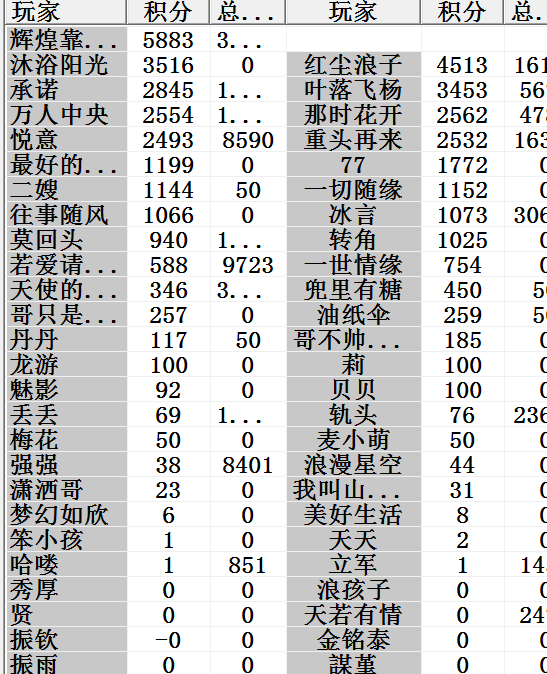 玩家 积分 总... 玩家 积分 总..
辉煌靠... 5883 3...
沐浴阳光 3516 0 红尘浪子 4513 161
承诺 2845 1... 叶落飞杨 3453 56
万人中央 2554 1... 那时花开 2562 47
悦意 2493 8590 重头再来 2532 163
最好的... 1199 0 77 1772 0
二嫂 1144 50 一切随缘 1152 0
往事随风 1066 0 冰言 1073 306
莫回头 940 1... 转角 1025 0
若爱请... 588 9723 一世情缘 754 0
天使的... 346 3... 兜里有糖 450 50
哥只是... 257 0 油纸伞 259 50
丹丹 117 50 哥不帅... 185 0
龙游 100 0 莉 100 0
魅影 92 0 贝贝 100 0
丢丢 69 1... 轨头 76 236
梅花 50 0 麦小萌 50 0
强强 38 8401 浪漫星空 44 0
潇洒哥 23 0 我叫山... 31 0
梦幻如欣 6 0 美好生活 8 0
笨小孩 1 0 天天 2 0
哈喽 1 851 立军 1 14
秀厚 0 0 浪孩子 0 0
贤 0 0 天若有情 0 24
振钦 -0 0 金铭泰 0 0
振雨 0 0 謀堇 0 0